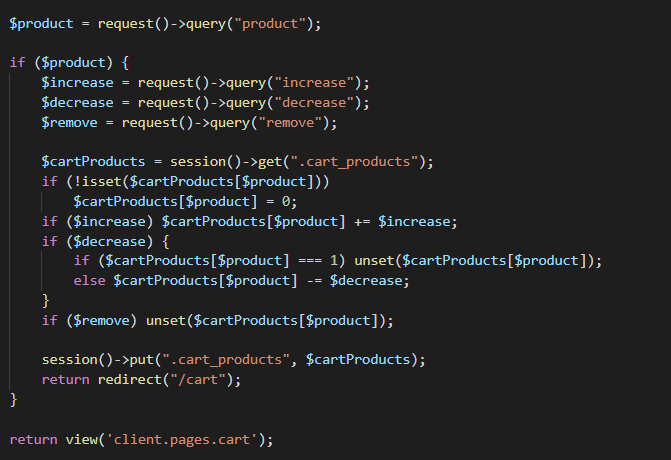 $product = request()->query("product");
if ($product) {
$increase = request()->query("increase");
$decrease = request()->query("decrease");
$remove = request()->query("remove");
$cartProducts = session()->get(".cart_products");
if (!isset($cartProducts[$product]))
$cartProducts[$product] = 0;
if ($increase) $cartProducts[$product] += $increase;
if ($decrease) {
if ($cartProducts[$product] === 1) unset($cartProducts[$product]);
else $cartProducts[$product] -= $decrease;
}
if ($remove) unset($cartProducts[$product]);
session()->put(".cart_products", $cartProducts);
return redirect("/cart");
}
return view('client.pages.cart');